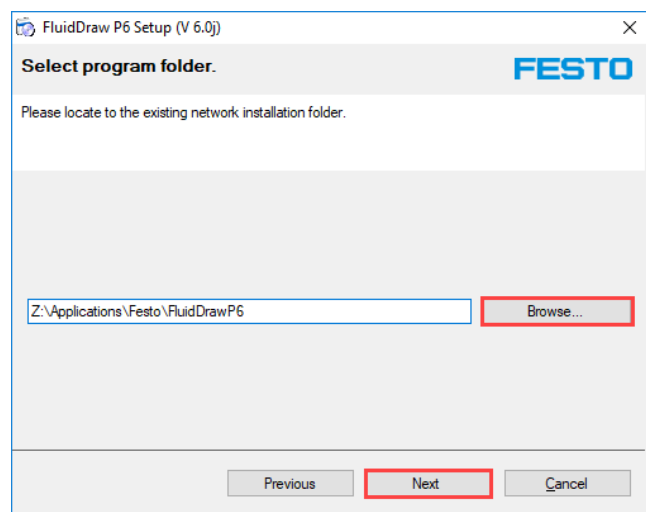 FluidDraw P6 Setup (V 6.0j)
Select program folder.
FESTO
Please locate to the existing network installation folder.
Z:\Applications\Festo\FluidDrawP6
Browse...
Previous
Next
Cancel